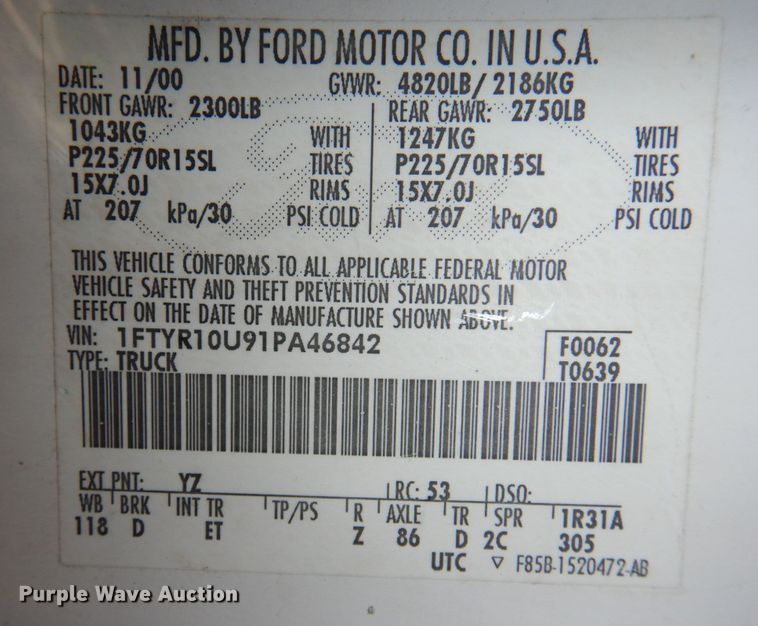 MFD. BY FORD MOTOR CO. IN U.S.A.
DATE: 11/00 GVWR: 4820LB/ 2186KG
FRONT GAWR: 2300LB REAR GAWR: 2750LB
1043KG WITH 1247KG WITH
P225/70R15SL TIRES P225/70R15SL TIRES
15X7.0J RIMS 15X7.0J RIMS
AT 207 kPa/30 PSI COLD AT 207 kPa/30 PSI COLD
THIS VEHICLE CONFORMS TO ALL APPLICABLE FEDERAL MOTOR
VEHICLE SAFETY AND THEFT PREVENTION STANDARDS IN
EFFECT ON THE DATE OF MANUFACTURE SHOWN ABOVE.
VIN: 1FTYR10U91PA46842 F0062
TYPE: TRUCK T0639
EXT PNT: YZ RC: 53 DSO:
WB BRK INT TR TP/PS R AXLE TR SPR 1R31A
118 D ET Z 86 D 2C 305
UTC ▽ F85B-1520472-AB
Purple Wave Auction